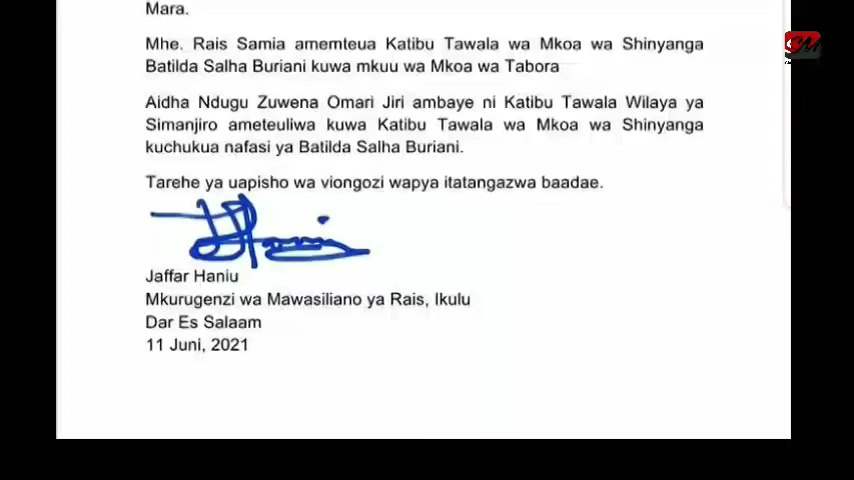 Mara.
Mhe. Rais Samia amemteua Katibu Tawala wa Mkoa wa Shinyanga
Batilda Salha Buriani kuwa mkuu wa Mkoa wa Tabora
Aidha Ndugu Zuwena Omari Jiri ambaye ni Katibu Tawala Wilaya ya
Simanjiro ameteuliwa kuwa Katibu Tawala wa Mkoa wa Shinyanga
kuchukua nafasi ya Batilda Salha Buriani.
Tarehe ya uapisho wa viongozi wapya itatangazwa baadae.
Jaffar Haniu
Mkurugenzi wa Mawasiliano ya Rais, Ikulu
Dar Es Salaam
11 Juni, 2021